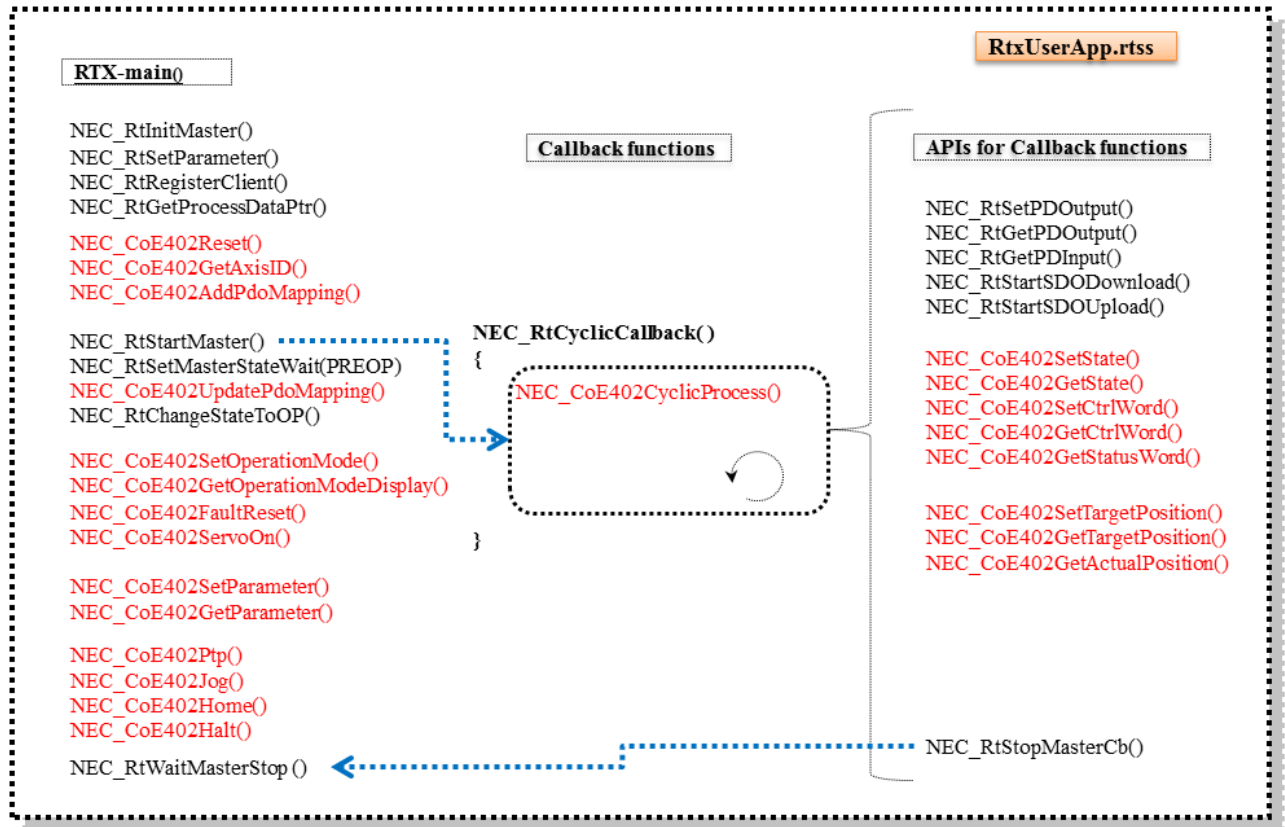 RtxUserApp.rtss
RTX-main()
NEC_RtInitMaster()
NEC_RtSetParameter()
NEC_RtRegisterClient()
NEC_RtGetProcessDataPtr()
NEC_CoE402Reset()
NEC_CoE402GetAxisID()
NEC_CoE402AddPdoMapping()
NEC_RtStartMaster()
NEC_RtSetMasterStateWait(PREOP)
NEC_CoE402UpdatePdoMapping()
NEC_RtChangeStateToOP()
NEC_CoE402SetOperationMode()
NEC_CoE402GetOperationModeDisplay()
NEC_CoE402FaultReset()
NEC_CoE402ServoOn()
NEC_CoE402SetParameter()
NEC_CoE402GetParameter()
NEC_CoE402Ptp()
NEC_CoE402Jog()
NEC_CoE402Home()
NEC_CoE402Halt()
NEC_RtWaitMasterStop ()
Callback functions
NEC_RtCyclicCallback( )
{
NEC_CoE402CyclicProcess()
}
APIs for Callback functions
NEC_RtSetPDOutput()
NEC_RtGetPDOutput()
NEC_RtGetPDInput()
NEC_RtStartSDODownload()
NEC_RtStartSDOUpload()
NEC_CoE402SetState()
NEC_CoE402GetState()
NEC_CoE402SetCtrlWord()
NEC_CoE402GetCtrlWord()
NEC_CoE402GetStatusWord()
NEC_CoE402SetTargetPosition()
NEC_CoE402GetTargetPosition()
NEC_CoE402GetActualPosition()
NEC_RtStopMasterCb()